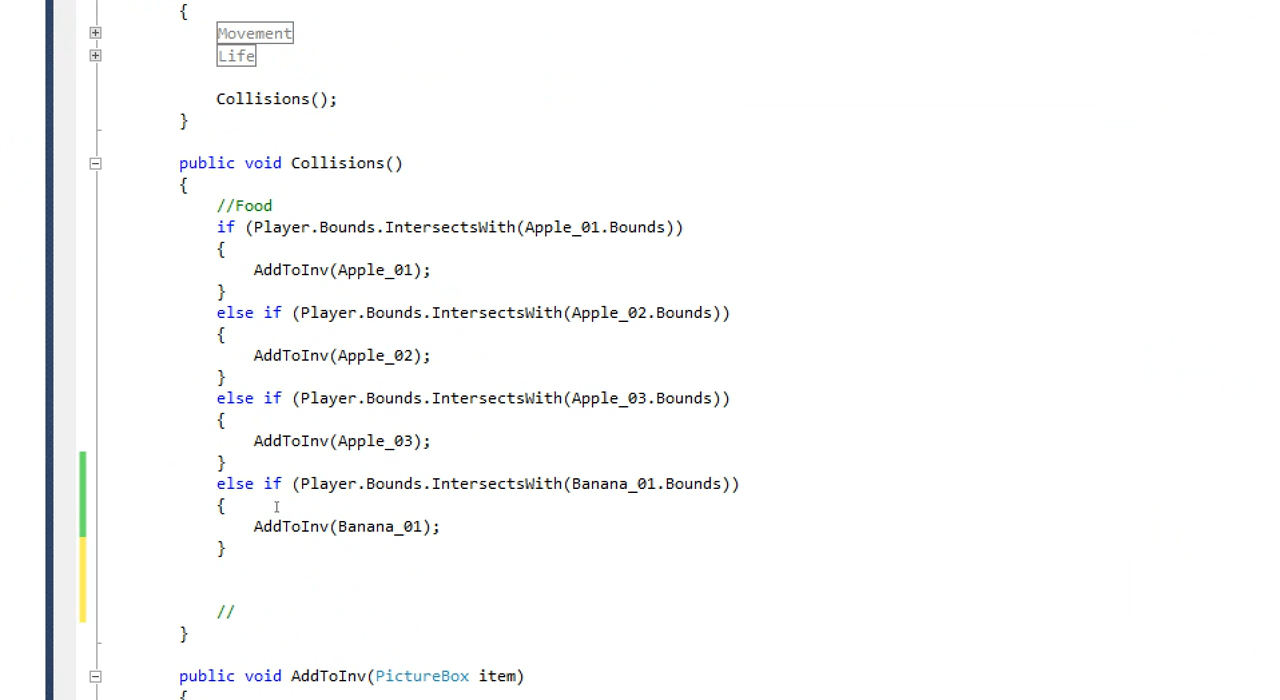 {
Movement
Life
Collisions();
}
public void Collisions()
{
//Food
if (Player.Bounds.IntersectsWith(Apple_01.Bounds))
{
AddToInv(Apple_01);
}
else if (Player.Bounds.IntersectsWith(Apple_02.Bounds))
{
AddToInv(Apple_02);
}
else if (Player.Bounds.IntersectsWith(Apple_03.Bounds))
{
AddToInv(Apple_03);
}
else if (Player.Bounds.IntersectsWith(Banana_01.Bounds))
{
AddToInv(Banana_01);
}
//
}
public void AddToInv(PictureBox item)
{